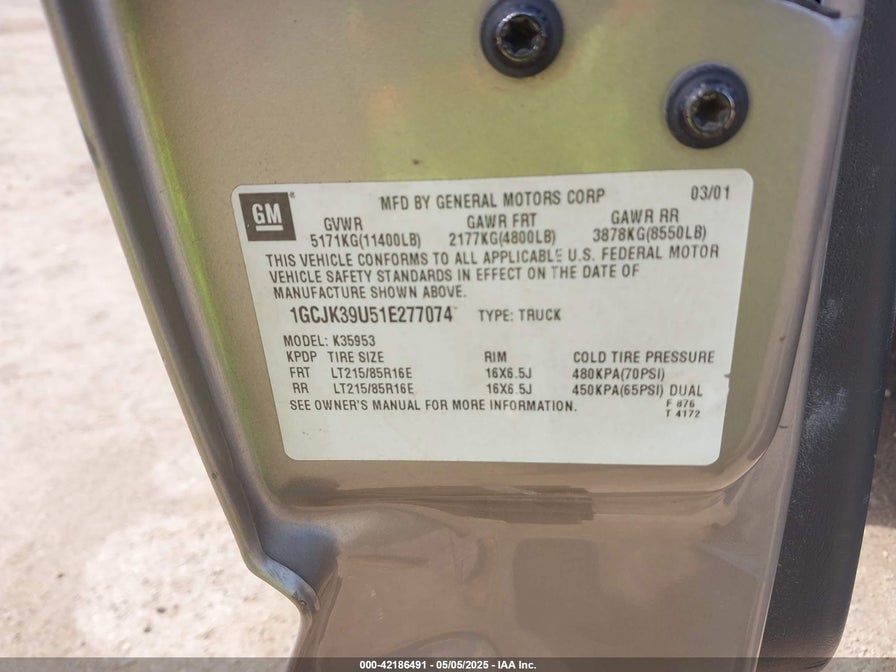 GM ®
MFD BY GENERAL MOTORS CORP 03/01
GVWR GAWR FRT GAWR RR
5171KG(11400LB) 2177KG(4800LB) 3878KG(8550LB)
THIS VEHICLE CONFORMS TO ALL APPLICABLE U.S. FEDERAL MOTOR
VEHICLE SAFETY STANDARDS IN EFFECT ON THE DATE OF
MANUFACTURE SHOWN ABOVE.
1GCJK39U51E277074 TYPE: TRUCK
MODEL: K35953
KPDP TIRE SIZE RIM COLD TIRE PRESSURE
FRT LT215/85R16E 16X6.5J 480KPA(70PSI)
RR LT215/85R16E 16X6.5J 450KPA(65PSI) DUAL
SEE OWNER'S MANUAL FOR MORE INFORMATION. F 876
T 4172
000-42186491 - 05/05/2025 - IAA Inc.